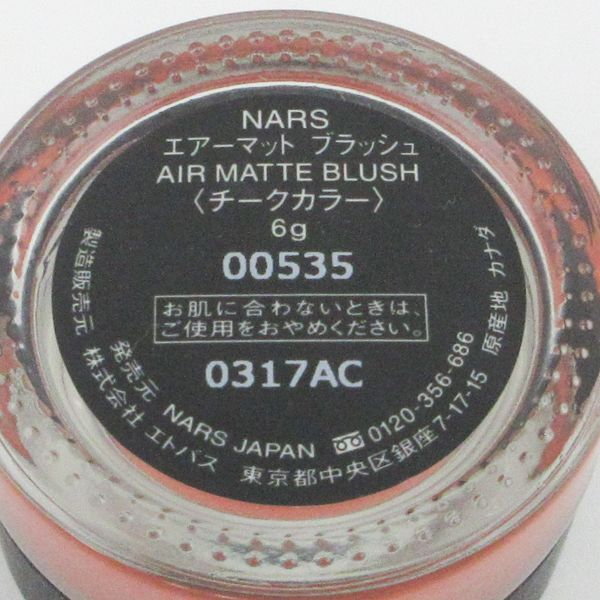 NARS
エアーマット ブラッシュ
AIR MATTE BLUSH
〈チークカラー〉
6g
00535
お肌に合わないときは、
ご使用をおやめください。
0317AC
発売元 NARS JAPAN 0120-356-686 原産地 カナダ
製造販売元 株式会社 エトバス 東京都中央区銀座7-17-15